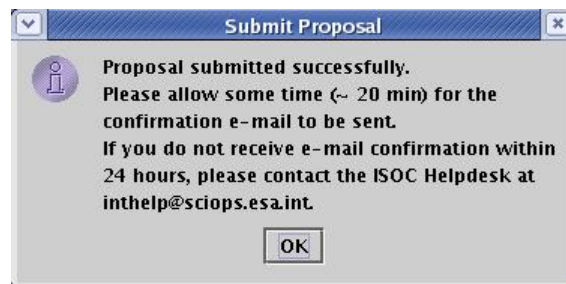 Submit Proposal
Proposal submitted successfully.
Please allow some time (~ 20 min) for the
confirmation e-mail to be sent.
If you do not receive e-mail confirmation within
24 hours, please contact the ISOC Helpdesk at
inthelp@sciops.esa.int.
OK